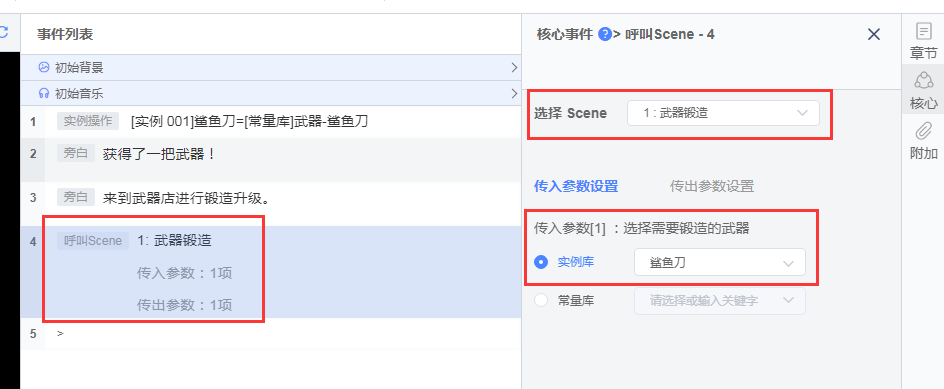 事件列表
初始背景
初始音乐
1 实例操作 [实例 001]鲨鱼刀=[常量库]武器-鲨鱼刀
2 旁白 获得了一把武器！
3 旁白 来到武器店进行锻造升级。
4 呼叫Scene 1: 武器锻造
传入参数：1项
传出参数：1项
5 >
核心事件 ?> 呼叫Scene - 4
选择 Scene 1 : 武器锻造
传入参数设置 传出参数设置
传入参数[1] ：选择需要锻造的武器
实例库 鲨鱼刀
常量库 请选择或输入关键字
章节
核心
附加